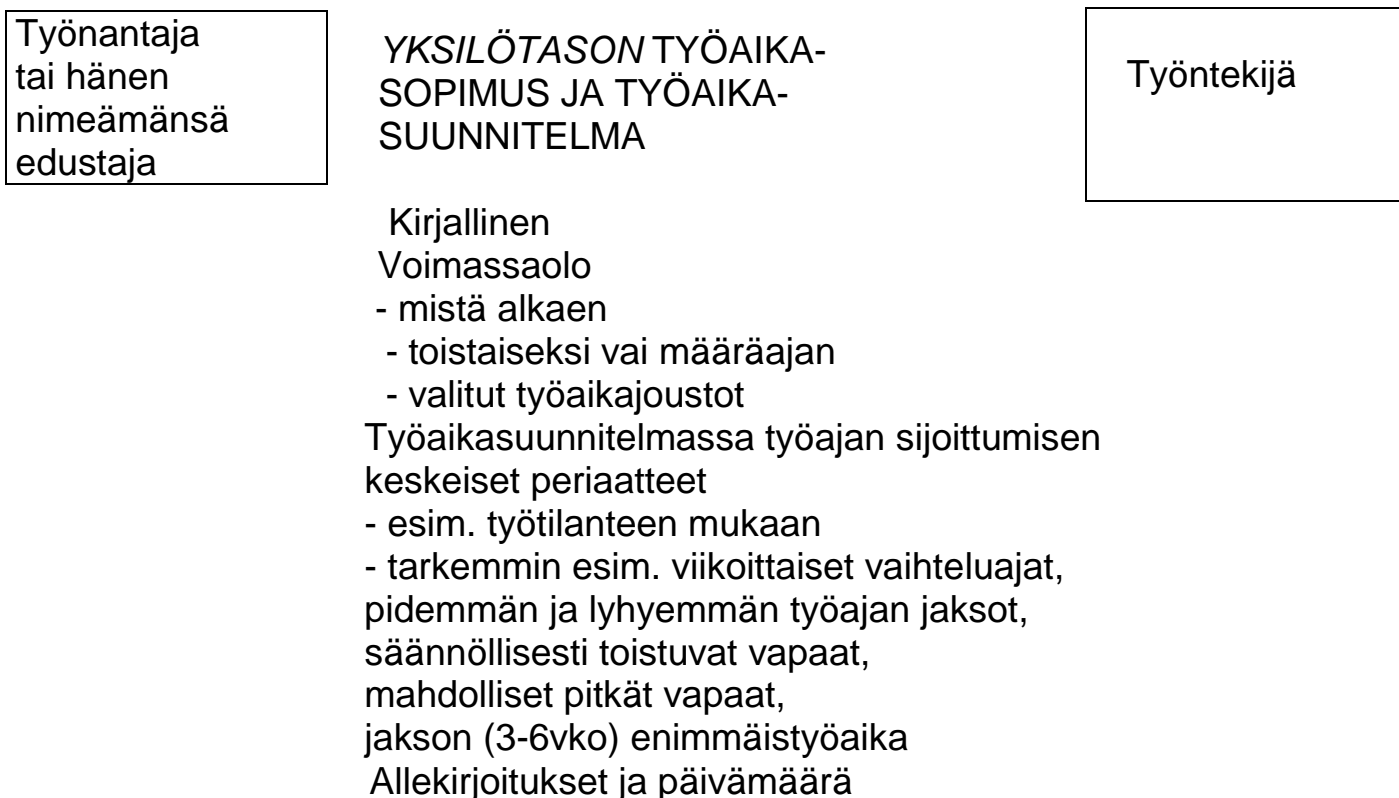 Työnantaja
tai hänen
nimeämänsä
edustaja
YKSILÖTASON TYÖAIKA-
SOPIMUS JA TYÖAIKA-
SUUNNITELMA
Työntekijä
Kirjallinen
Voimassaolo
- mistä alkaen
- toistaiseksi vai määräajan
- valitut työaikajoustot
Työaikasuunnitelmassa työajan sijoittumisen
keskeiset periaatteet
- esim. työtilanteen mukaan
- tarkemmin esim. viikoittaiset vaihteluajat,
pidemmän ja lyhyemmän työajan jaksot,
säännöllisesti toistuvat vapaat,
mahdolliset pitkät vapaat,
jakson (3-6vko) enimmäistyöaika
Allekirjoitukset ja päivämäärä